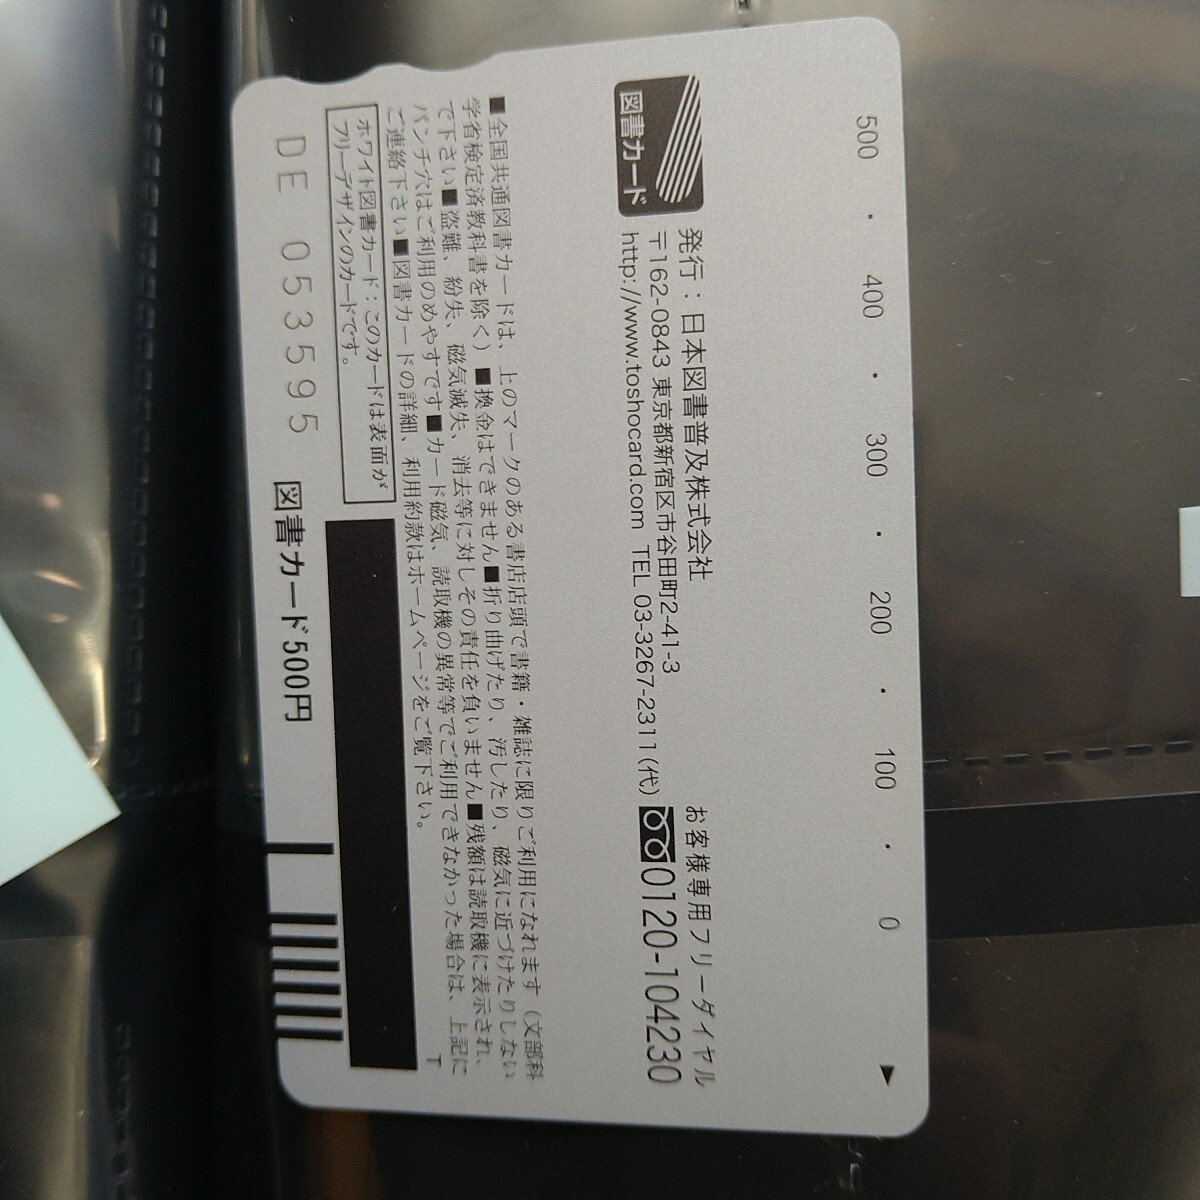 500 ・ 400 ・ 300 ・ 200 ・ 100 ・ 0 ▶
図書カード
発行：日本図書普及株式会社
〒162-0843 東京都新宿区市谷田町2-41-3
http://www.toshocard.com TEL 03-3267-2311(代)
お客様専用フリーダイヤル
0120-104230
■全国共通図書カードは、上のマークのある書店店頭で書籍・雑誌に限りご利用になれます（文部科
学省検定済教科書を除く）■換金はできません■折り曲げたり、汚したり、磁気に近づけたりしない
で下さい■盗難、紛失、磁気滅失、消去等に対しその責任を負いません■残額は読取機に表示され、
パンチ穴はご利用のめやすです■カード磁気、読取機の異常等でご利用できなかった場合は、上記に
ご連絡下さい■図書カードの詳細、利用約款はホームページをご覧下さい。
T
ホワイト図書カード：このカードは表面が
フリーデザインのカードです。
DE 053595 図書カード500円